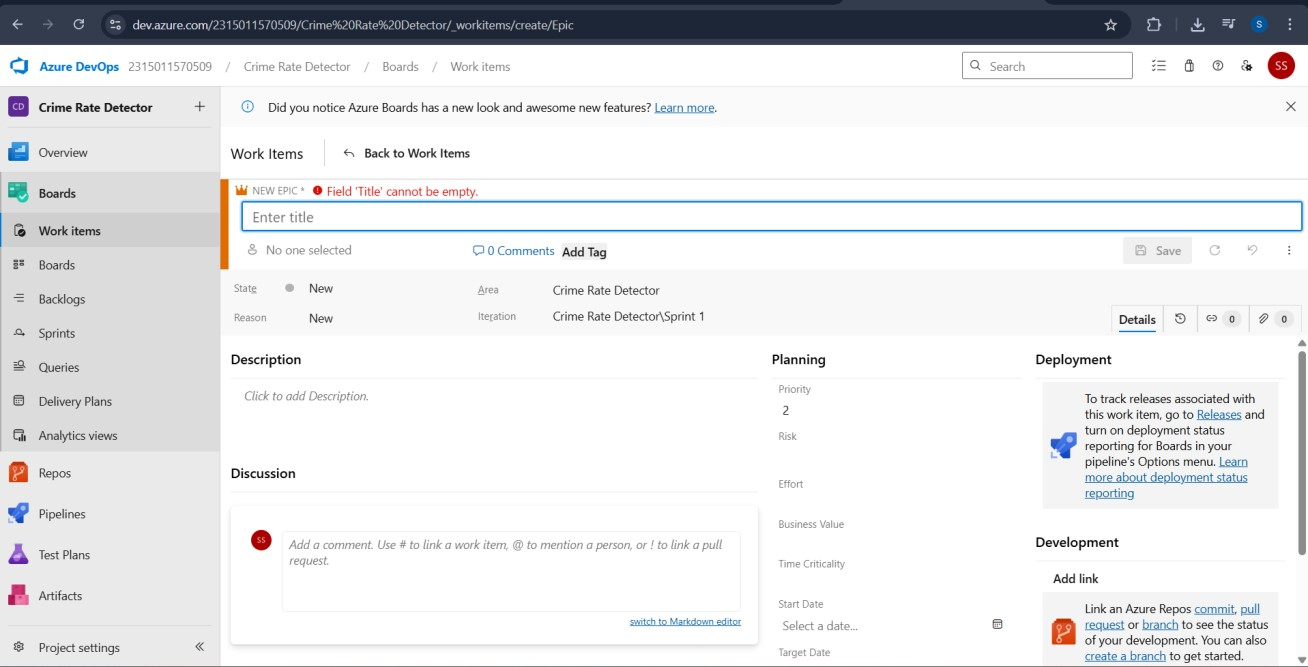 dev.azure.com/2315011570509/Crime%20Rate%20Detector/_workitems/create/Epic
S
Azure DevOps 2315011570509 / Crime Rate Detector / Boards / Work items
Search
SS
CD Crime Rate Detector +
Did you notice Azure Boards has a new look and awesome new features? Learn more.
Overview
Boards
Work items
Boards
Backlogs
Sprints
Queries
Delivery Plans
Analytics views
Repos
Pipelines
Test Plans
Artifacts
Project settings
Work Items
Back to Work Items
NEW EPIC * Field 'Title' cannot be empty.
Enter title
No one selected
0 Comments
Add Tag
Save
State New
Area Crime Rate Detector
Reason New
Iteration Crime Rate Detector\Sprint 1
Details
0
0
Description
Click to add Description.
Discussion
SS
Add a comment. Use # to link a work item, @ to mention a person, or ! to link a pull
request.
switch to Markdown editor
Planning
Priority
2
Risk
Effort
Business Value
Time Criticality
Start Date
Select a date...
Target Date
Deployment
To track releases associated with
this work item, go to Releases and
turn on deployment status
reporting for Boards in your
pipeline's Options menu. Learn
more about deployment status
reporting
Development
Add link
Link an Azure Repos commit, pull
request or branch to see the status
of your development. You can also
create a branch to get started.